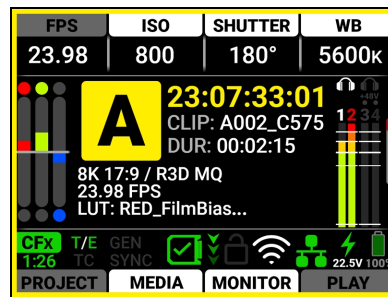 FPS ISO SHUTTER WB
23.98 800 180° 5600K
A
23:07:33:01
CLIP: A002_C575
DUR: 00:02:15
+48V
1 2 3 4
8K 17:9 / R3D MQ
23.98 FPS
LUT: RED_FilmBias...
CFx T/E GEN
1:26 TC SYNC
22.5V 100%
PROJECT MEDIA MONITOR PLAY